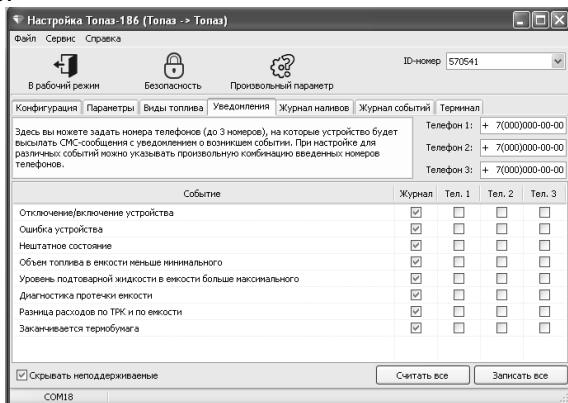 Настройка Топаз-186 (Топаз -> Топаз)
Файл Сервис Справка
В рабочий режим Безопасность Произвольный параметр ID-номер 570541
Конфигурация Параметры Виды топлива Уведомления Журнал наливов Журнал событий Терминал
Здесь вы можете задать номера телефонов (до 3 номеров), на которые устройство будет
высылать СМС-сообщения с уведомлением о возникшем событии. При настройке для
различных событий можно указывать произвольную комбинацию введенных номеров
телефонов.
Телефон 1: + 7(000)000-00-00
Телефон 2: + 7(000)000-00-00
Телефон 3: + 7(000)000-00-00
Событие Журнал Тел. 1 Тел. 2 Тел. 3
Отключение/включение устройства
Ошибка устройства
Нештатное состояние
Объем топлива в емкости меньше минимального
Уровень подтоварной жидкости в емкости больше максимального
Диагностика протечки емкости
Разница расходов по ТРК и по емкости
Заканчивается термобумага
Скрывать неподдерживаемые Считать все Записать все
COM18